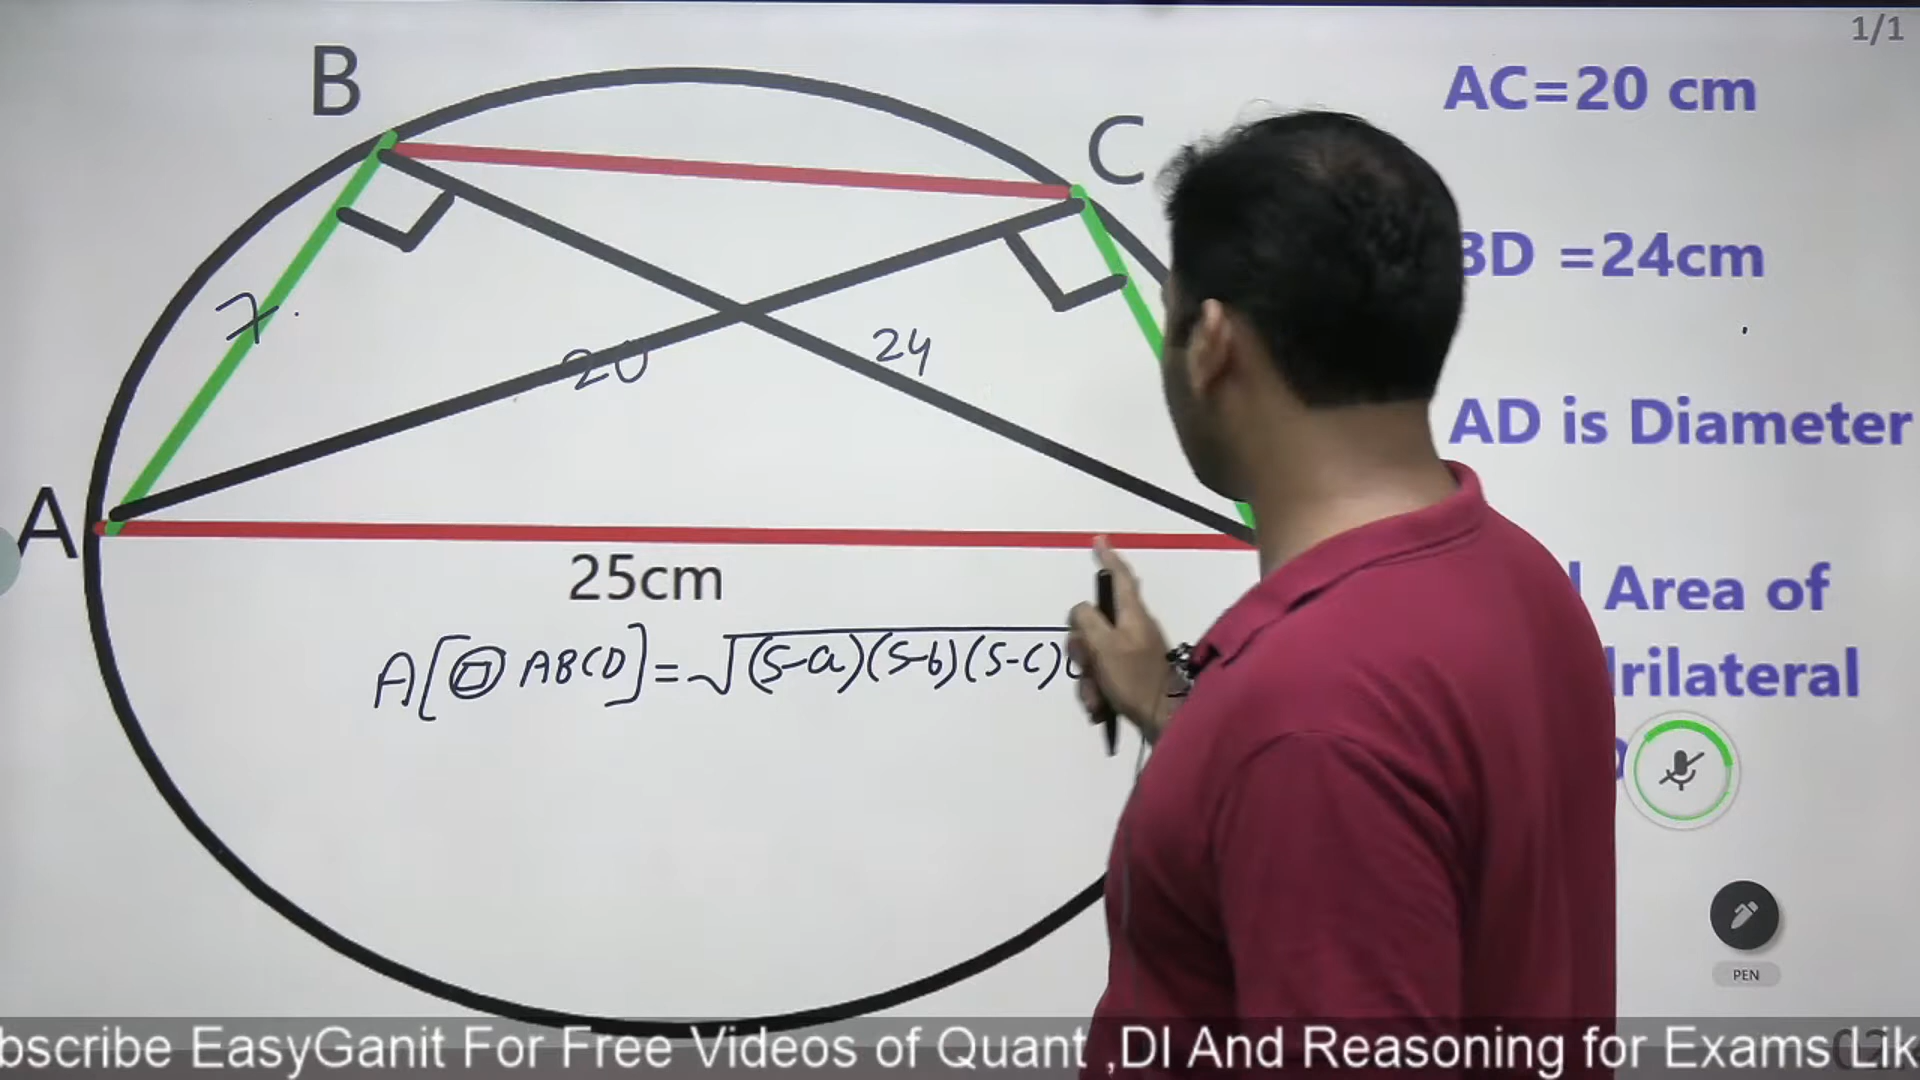 1/1
B
C
AC=20 cm
BD =24cm
7
20
24
AD is Diameter
A
25cm
Area of
A[ ABCD]=√(S-a)(S-b)(S-c)
drilateral
PEN
bscribe EasyGanit For Free Videos of Quant ,DI And Reasoning for Exams Lik